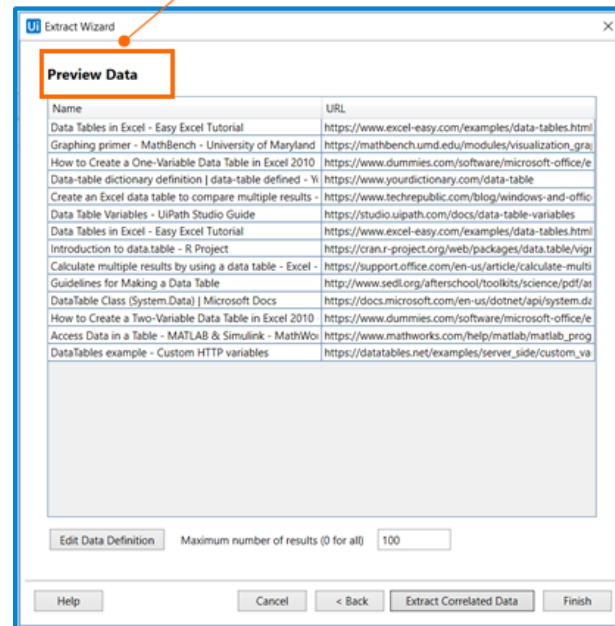 Ui Extract Wizard
Preview Data
Name URL
Data Tables in Excel - Easy Excel Tutorial https://www.excel-easy.com/examples/data-tables.html
Graphing primer - MathBench - University of Maryland https://mathbench.umd.edu/modules/visualization_gra
How to Create a One-Variable Data Table in Excel 2010 https://www.dummies.com/software/microsoft-office/e
Data-table dictionary definition | data-table defined - https://www.yourdictionary.com/data-table
Create an Excel data table to compare multiple results - https://www.techrepublic.com/blog/windows-and-offic
Data Table Variables - UiPath Studio Guide https://studio.uipath.com/docs/data-table-variables
Data Tables in Excel - Easy Excel Tutorial https://www.excel-easy.com/examples/data-tables.html
Introduction to data.table - R Project https://cran.r-project.org/web/packages/data.table/vig
Calculate multiple results by using a data table - Excel - https://support.office.com/en-us/article/calculate-multi
Guidelines for Making a Data Table http://www.sedl.org/afterschool/toolkits/science/pdf/as
DataTable Class (System.Data) | Microsoft Docs https://docs.microsoft.com/en-us/dotnet/api/system.da
How to Create a Two-Variable Data Table in Excel 2010 https://www.dummies.com/software/microsoft-office/e
Access Data in a Table - MATLAB & Simulink - MathWo https://www.mathworks.com/help/matlab/matlab_prog
DataTables example - Custom HTTP variables https://datatables.net/examples/server_side/custom_va
Edit Data Definition Maximum number of results (0 for all) 100
Help Cancel < Back Extract Correlated Data Finish